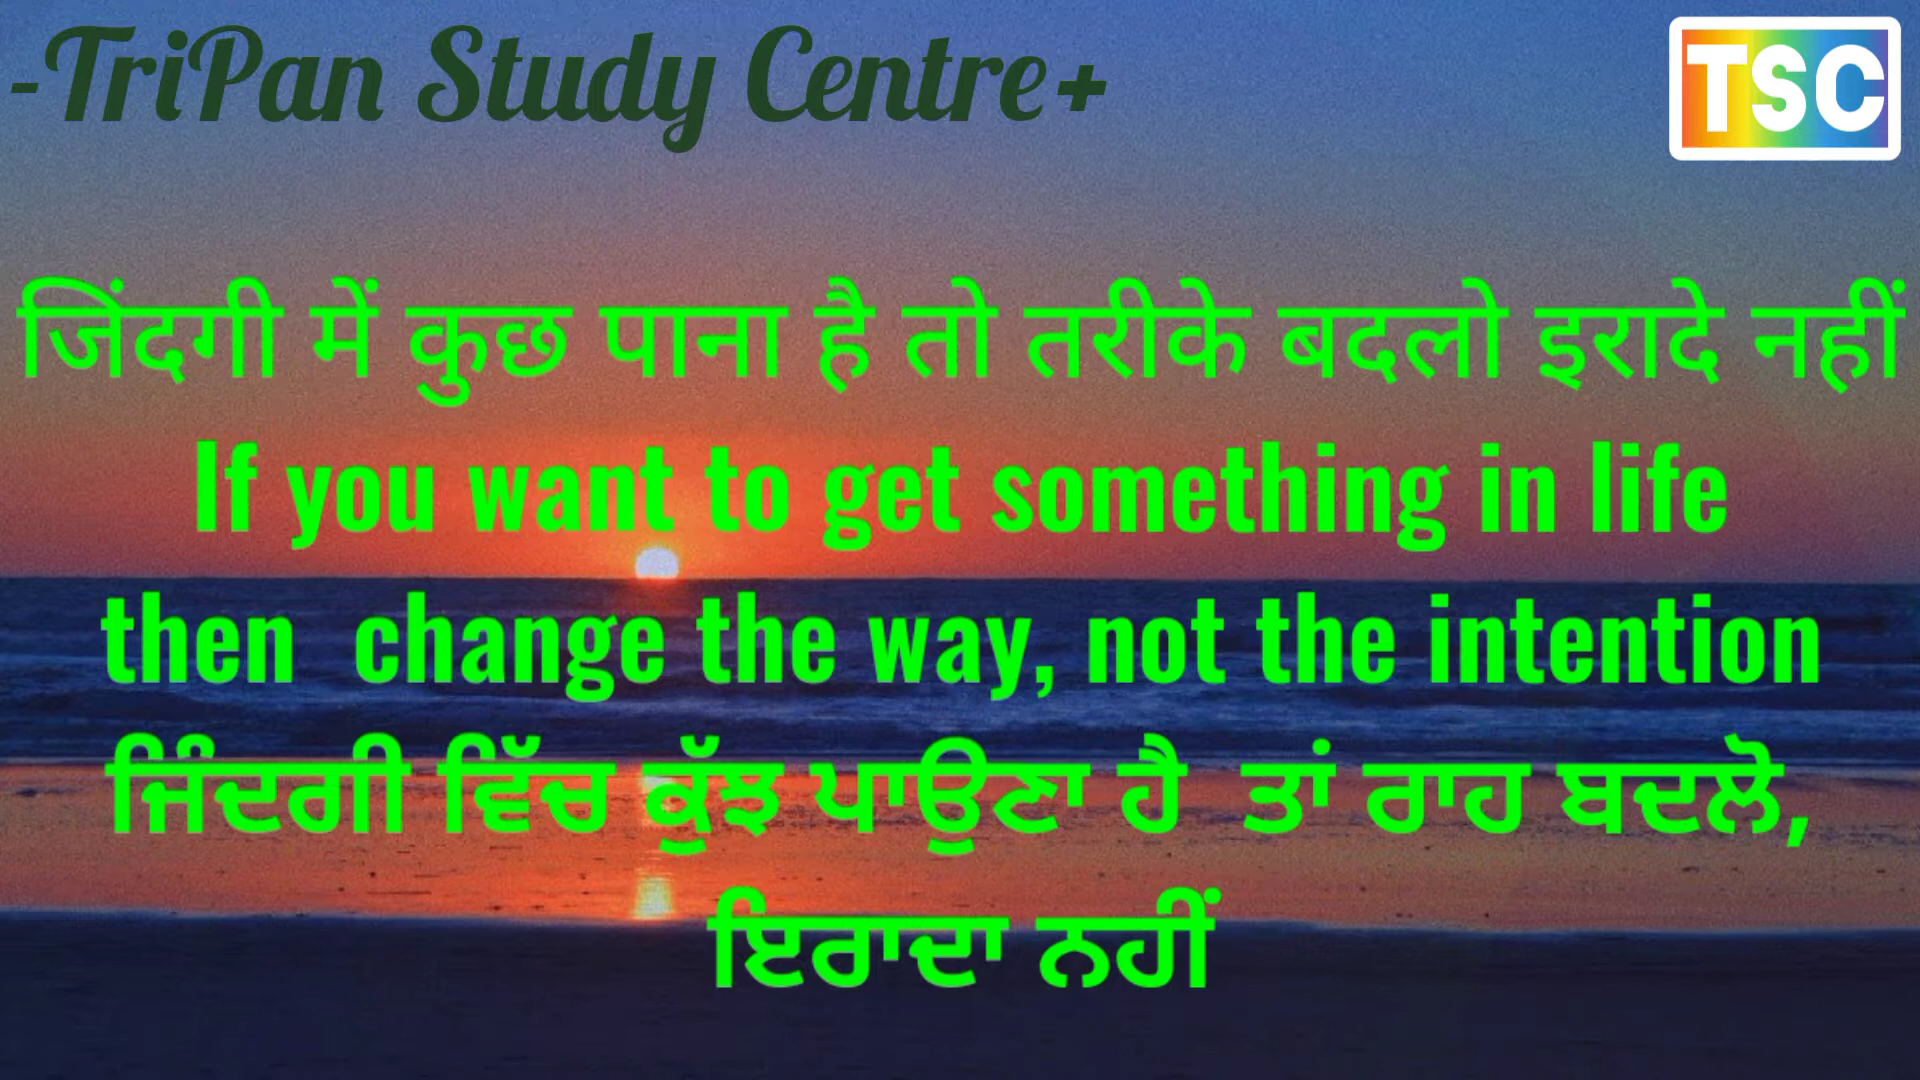 -TriPan Study Centre+
TSC
जिंदगी में कुछ पाना है तो तरीके बदलो इरादे नहीं
If you want to get something in life
then change the way, not the intention
ਜਿੰਦਗੀ ਵਿੱਚ ਕੁੱਝ ਪਾਉਣਾ ਹੈ ਤਾਂ ਰਾਹ ਬਦਲੋ,
ਇਰਾਦਾ ਨਹੀਂ